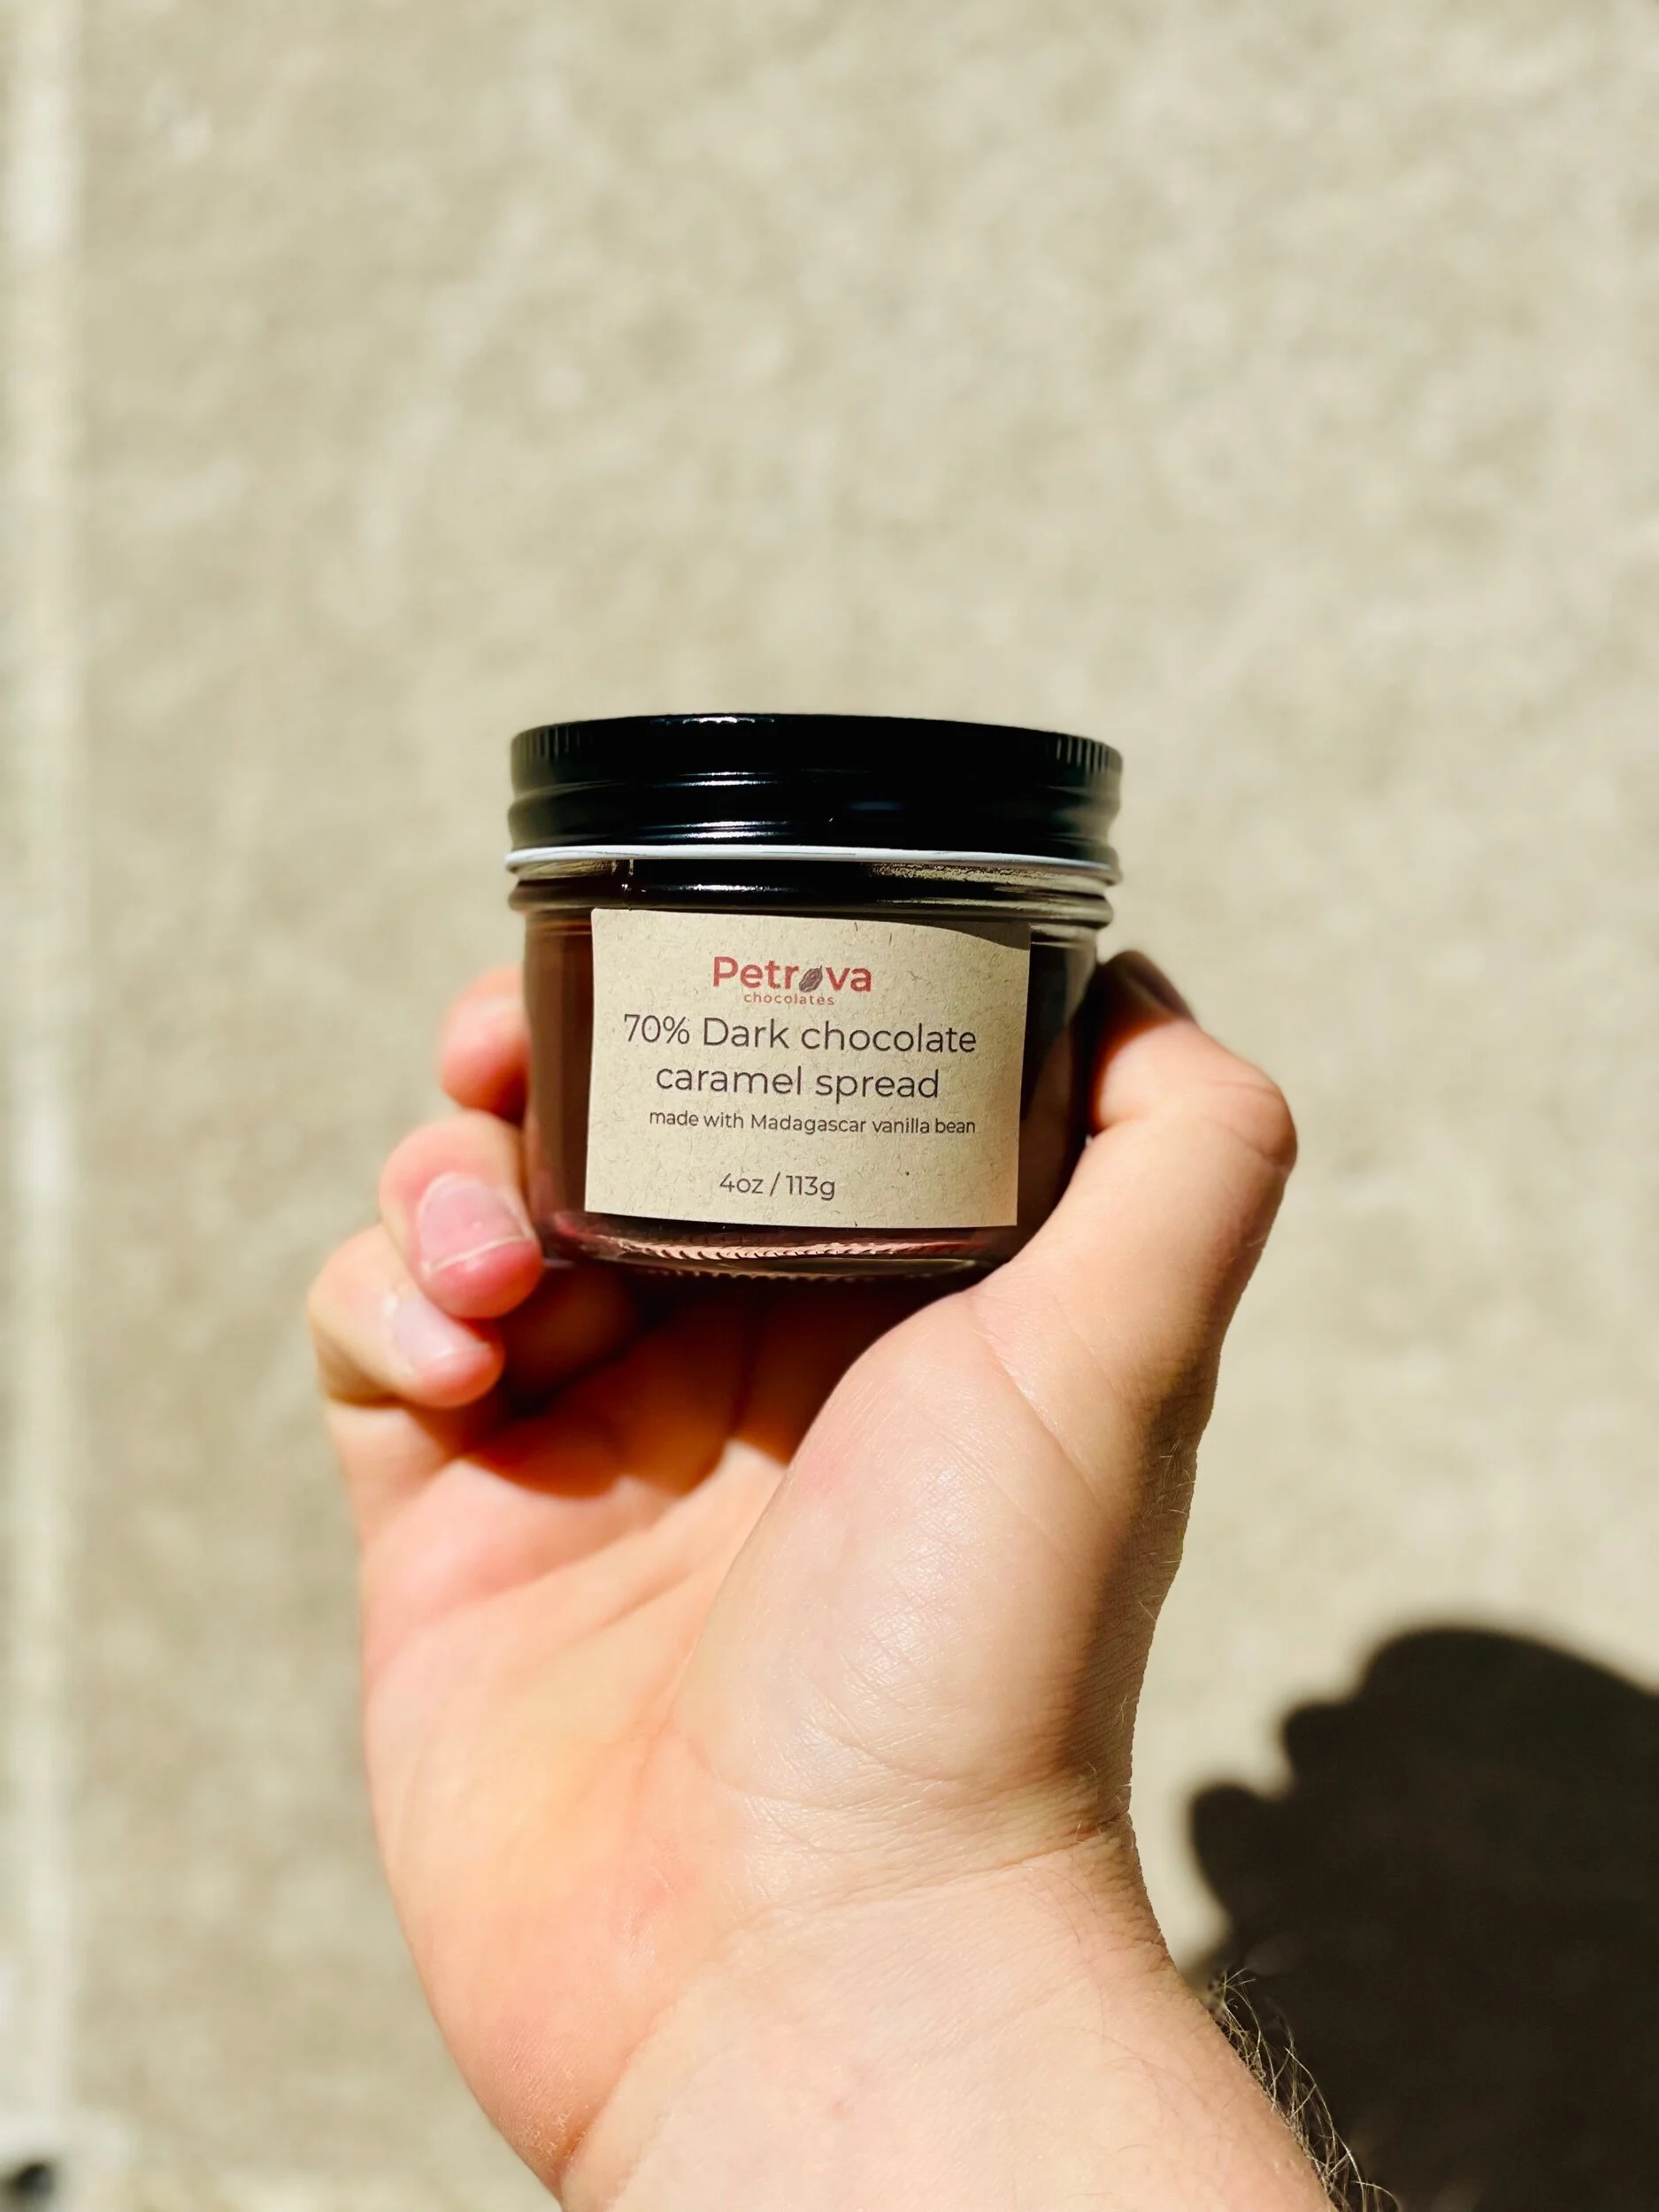 Petrova
chocolates
70% Dark chocolate
caramel spread
made with Madagascar vanilla bean
4oz / 113g